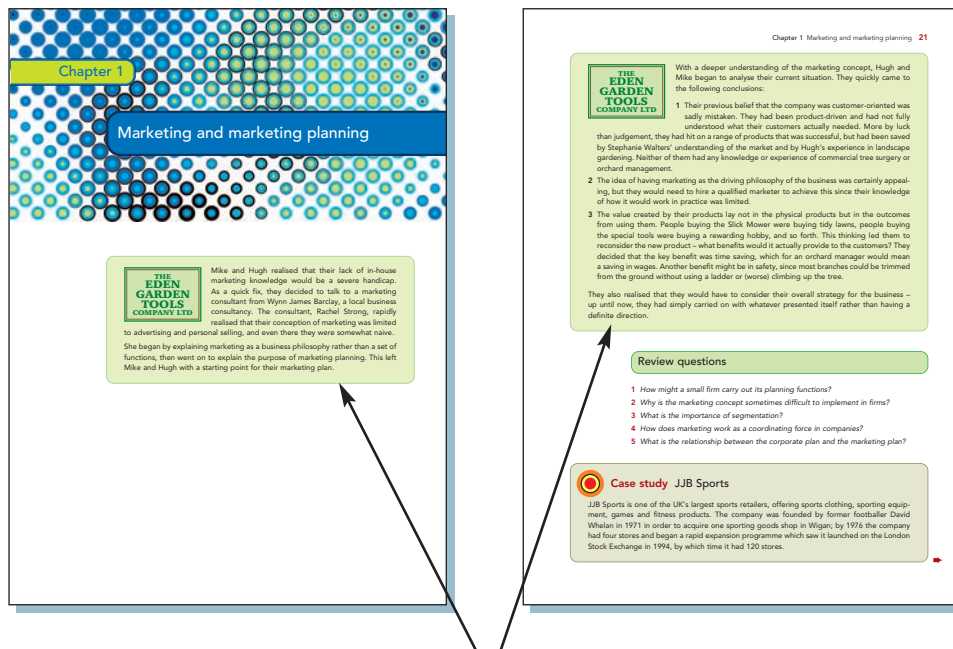 Chapter 1
Marketing and marketing planning
THE
EDEN
GARDEN
TOOLS
COMPANY LTD
Mike and Hugh realised that their lack of in-house
marketing knowledge would be a severe handicap.
As a quick fix, they decided to talk to a marketing
consultant from Wynn James Barclay, a local business
consultancy. The consultant, Rachel Strong, rapidly
realised that their conception of marketing was limited
to advertising and personal selling, and even there they were somewhat naive.
She began by explaining marketing as a business philosophy rather than a set of
functions, then went on to explain the purpose of marketing planning. This left
Mike and Hugh with a starting point for their marketing plan.
Chapter 1 Marketing and marketing planning 21
THE
EDEN
GARDEN
TOOLS
COMPANY LTD
With a deeper understanding of the marketing concept, Hugh and
Mike began to analyse their current situation. They quickly came to
the following conclusions:
1 Their previous belief that the company was customer-oriented was
sadly mistaken. They had been product-driven and had not fully
understood what their customers actually needed. More by luck
than judgement, they had hit on a range of products that was successful, but had been saved
by Stephanie Walters' understanding of the market and by Hugh's experience in landscape
gardening. Neither of them had any knowledge or experience of commercial tree surgery or
orchard management.
2 The idea of having marketing as the driving philosophy of the business was certainly appeal-
ing, but they would need to hire a qualified marketer to achieve this since their knowledge
of how it would work in practice was limited.
3 The value created by their products lay not in the physical products but in the outcomes
from using them. People buying the Slick Mower were buying tidy lawns, people buying
the special tools were buying a rewarding hobby, and so forth. This thinking led them to
reconsider the new product – what benefits would it actually provide to the customers? They
decided that the key benefit was time saving, which for an orchard manager would mean
a saving in wages. Another benefit might be in safety, since most branches could be trimmed
from the ground without using a ladder or (worse) climbing up the tree.
They also realised that they would have to consider their overall strategy for the business –
up until now, they had simply carried on with whatever presented itself rather than having a
definite direction.
Review questions
1 How might a small firm carry out its planning functions?
2 Why is the marketing concept sometimes difficult to implement in firms?
3 What is the importance of segmentation?
4 How does marketing work as a coordinating force in companies?
5 What is the relationship between the corporate plan and the marketing plan?
Case study JJB Sports
JJB Sports is one of the UK's largest sports retailers, offering sports clothing, sporting equip-
ment, games and fitness products. The company was founded by former footballer David
Whelan in 1971 in order to acquire one sporting goods shop in Wigan; by 1976 the company
had four stores and began a rapid expansion programme which saw it launched on the London
Stock Exchange in 1994, by which time it had 120 stores.